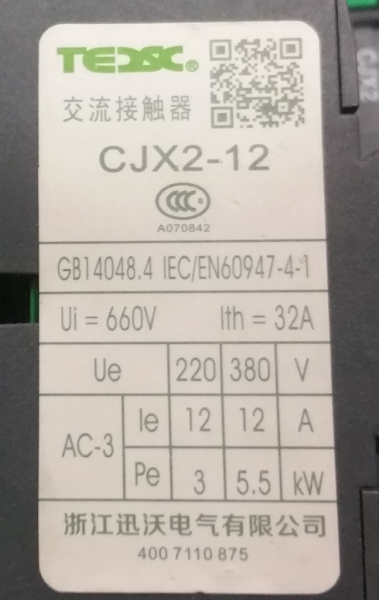 交流接触器
CJX2-12
CCC S
A070842
GB14048.4 IEC/EN60947-4-1
Ui = 660V Ith = 32A
Ue 220 380 V
AC-3 Ie 12 12 A
Pe 3 5.5 kW
浙江迅沃电气有限公司
400 7110 875
CJX2